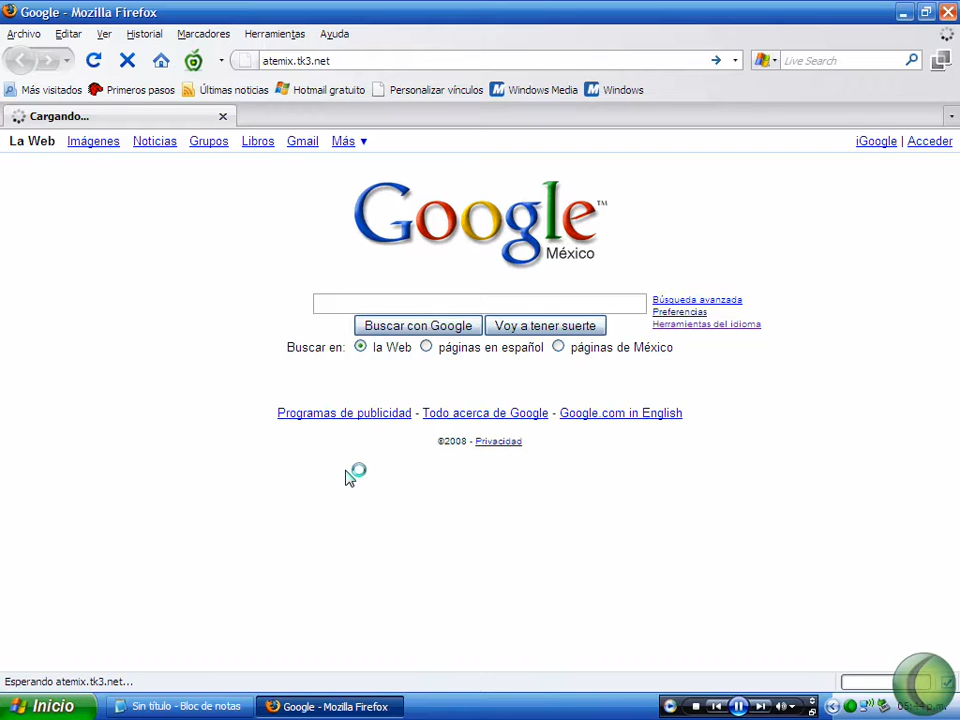 Google - Mozilla Firefox
Archivo Editar Ver Historial Marcadores Herramientas Ayuda
atemix.tk3.net Live Search
Más visitados Primeros pasos Últimas noticias Hotmail gratuito Personalizar vínculos Windows Media Windows
Cargando...
La Web Imágenes Noticias Grupos Libros Gmail Más ▼ iGoogle | Acceder
Google™
México
Búsqueda avanzada
Preferencias
Herramientas del idioma
Buscar con Google Voy a tener suerte
Buscar en: la Web páginas en español páginas de México
Programas de publicidad - Todo acerca de Google - Google.com in English
©2008 - Privacidad
Esperando atemix.tk3.net...
Inicio Sin título - Bloc de notas Google - Mozilla Firefox p.m.